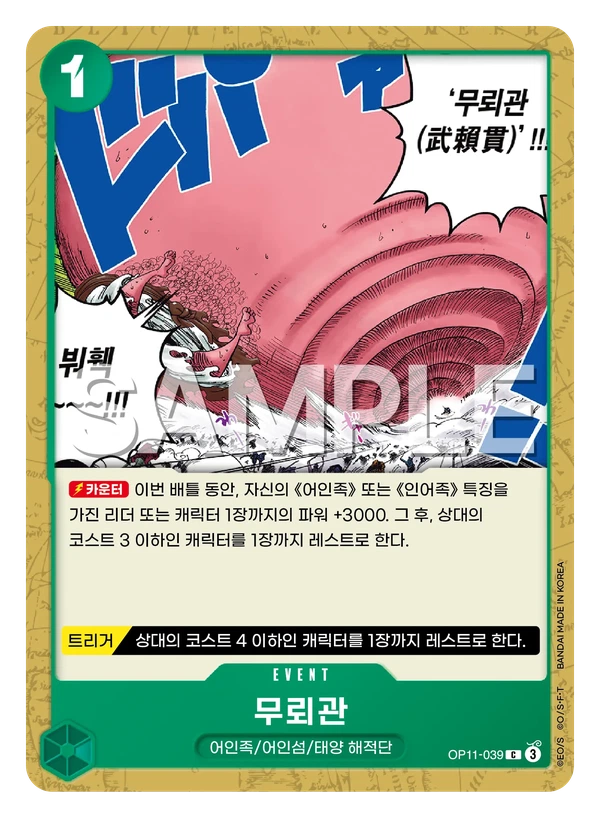 1
‘무뢰관
(武頼貫)’!!!
뷔훽
~~~!!!
SAMPLE
카운터 이번 배틀 동안, 자신의 《어인족》 또는 《인어족》 특징을
가진 리더 또는 캐릭터 1장까지의 파워 +3000. 그 후, 상대의
코스트 3 이하인 캐릭터를 1장까지 레스트로 한다.
트리거 상대의 코스트 4 이하인 캐릭터를 1장까지 레스트로 한다.
EVENT
무뢰관
어인족/어인섬/태양 해적단
OP11-039 C 3
©EO/S ©O/S·F·T BANDAI MADE IN KOREA